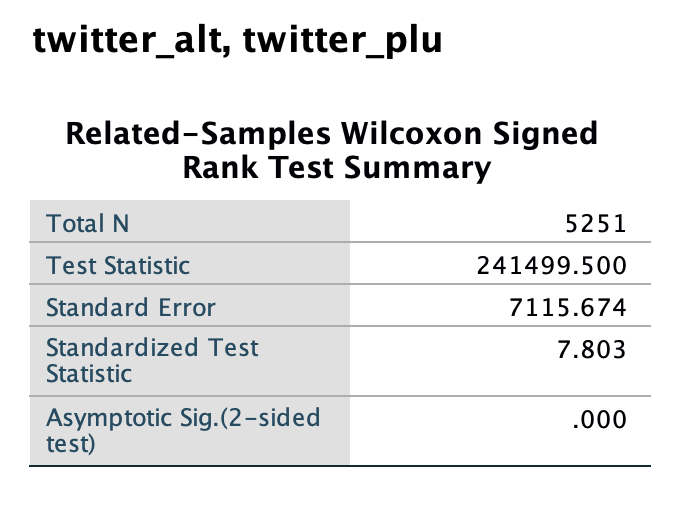 twitter_alt, twitter_plu
Related-Samples Wilcoxon Signed
Rank Test Summary
Total N 5251
Test Statistic 241499.500
Standard Error 7115.674
Standardized Test
Statistic 7.803
Asymptotic Sig.(2-sided
test) .000